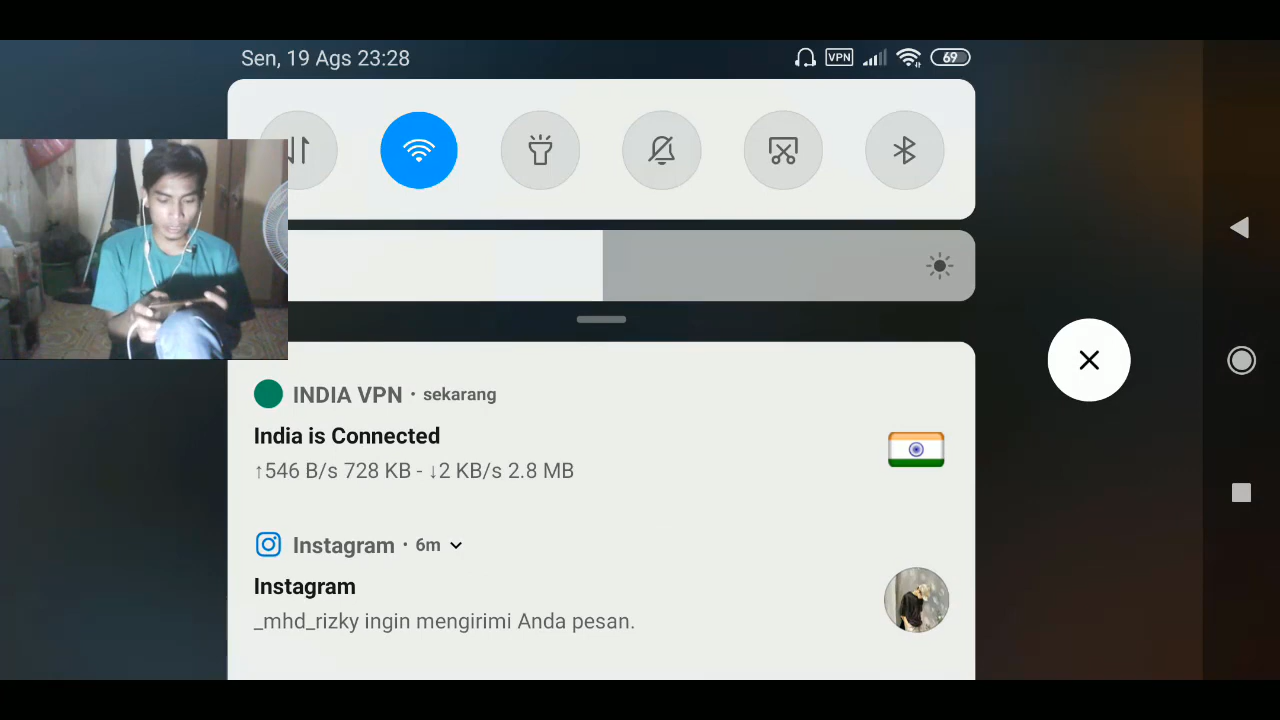 Sen, 19 Ags 23:28
VPN
69
INDIA VPN · sekarang
India is Connected
↑546 B/s 728 KB - ↓2 KB/s 2.8 MB
Instagram · 6m
Instagram
_mhd_rizky ingin mengirimi Anda pesan.